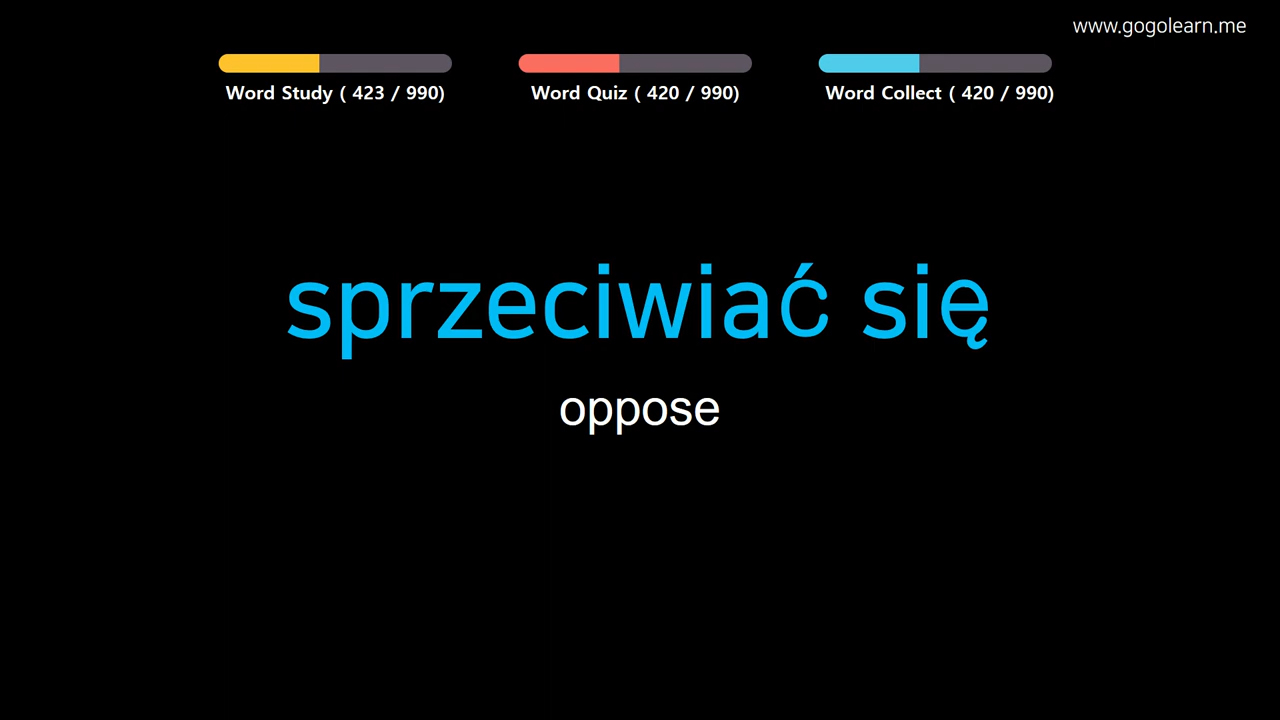 www.gogolearn.me
Word Study ( 423 / 990)
Word Quiz ( 420 / 990)
Word Collect ( 420 / 990)
sprzeciwiać się
oppose